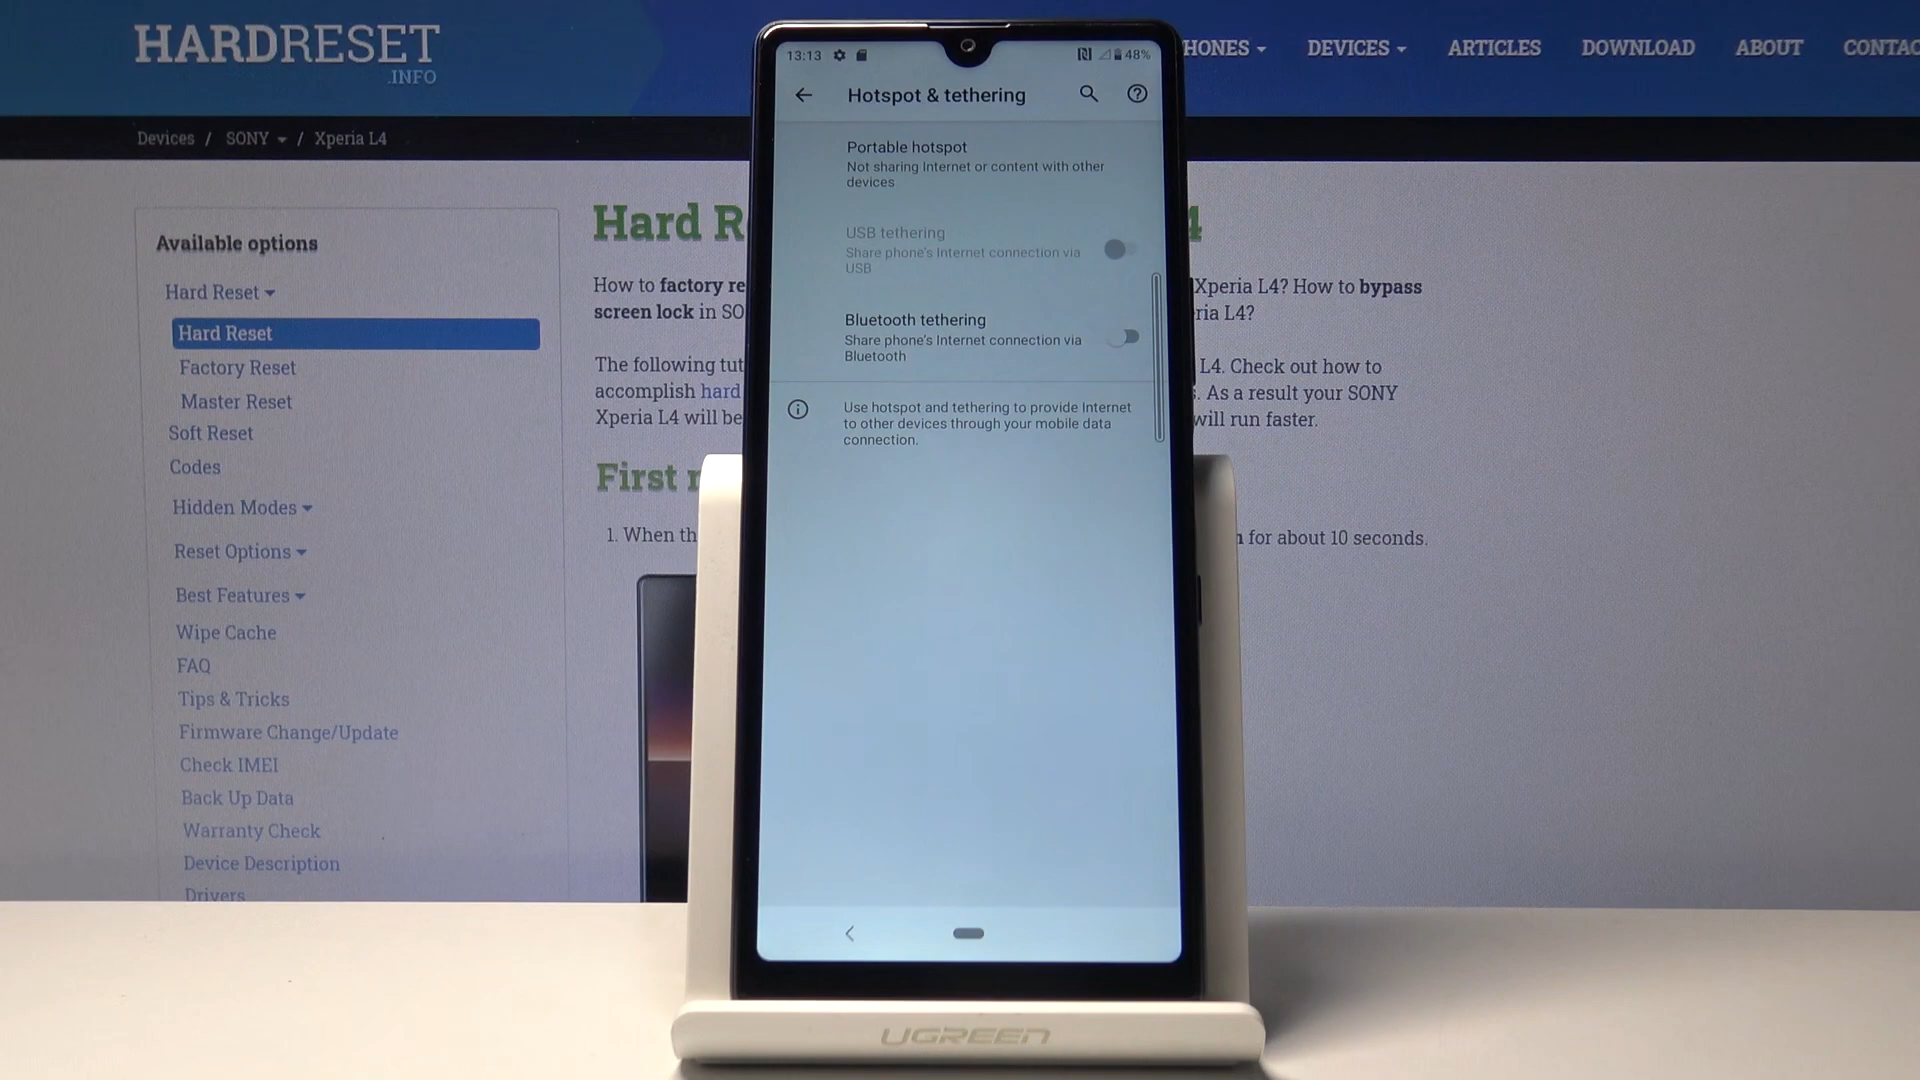 HARDRESET
.INFO
HONES
DEVICES
ARTICLES
DOWNLOAD
ABOUT
Devices / SONY / Xperia L4
Available options
Hard Reset
Hard Reset
Factory Reset
Master Reset
Soft Reset
Codes
Hidden Modes
Reset Options
Best Features
Wipe Cache
FAQ
Tips & Tricks
Firmware Change/Update
Check IMEI
Back Up Data
Warranty Check
Device Description
Drivers
Hard R
4
How to factory re
Xperia L4? How to bypass
screen lock in SO
ria L4?
The following tut
L4. Check out how to
accomplish hard
. As a result your SONY
Xperia L4 will be
will run faster.
First
1. When th
for about 10 seconds.
13:13
48%
Hotspot & tethering
Portable hotspot
Not sharing Internet or content with other
devices
USB tethering
Share phone's Internet connection via
USB
Bluetooth tethering
Share phone's Internet connection via
Bluetooth
Use hotspot and tethering to provide Internet
to other devices through your mobile data
connection.
UGREEN